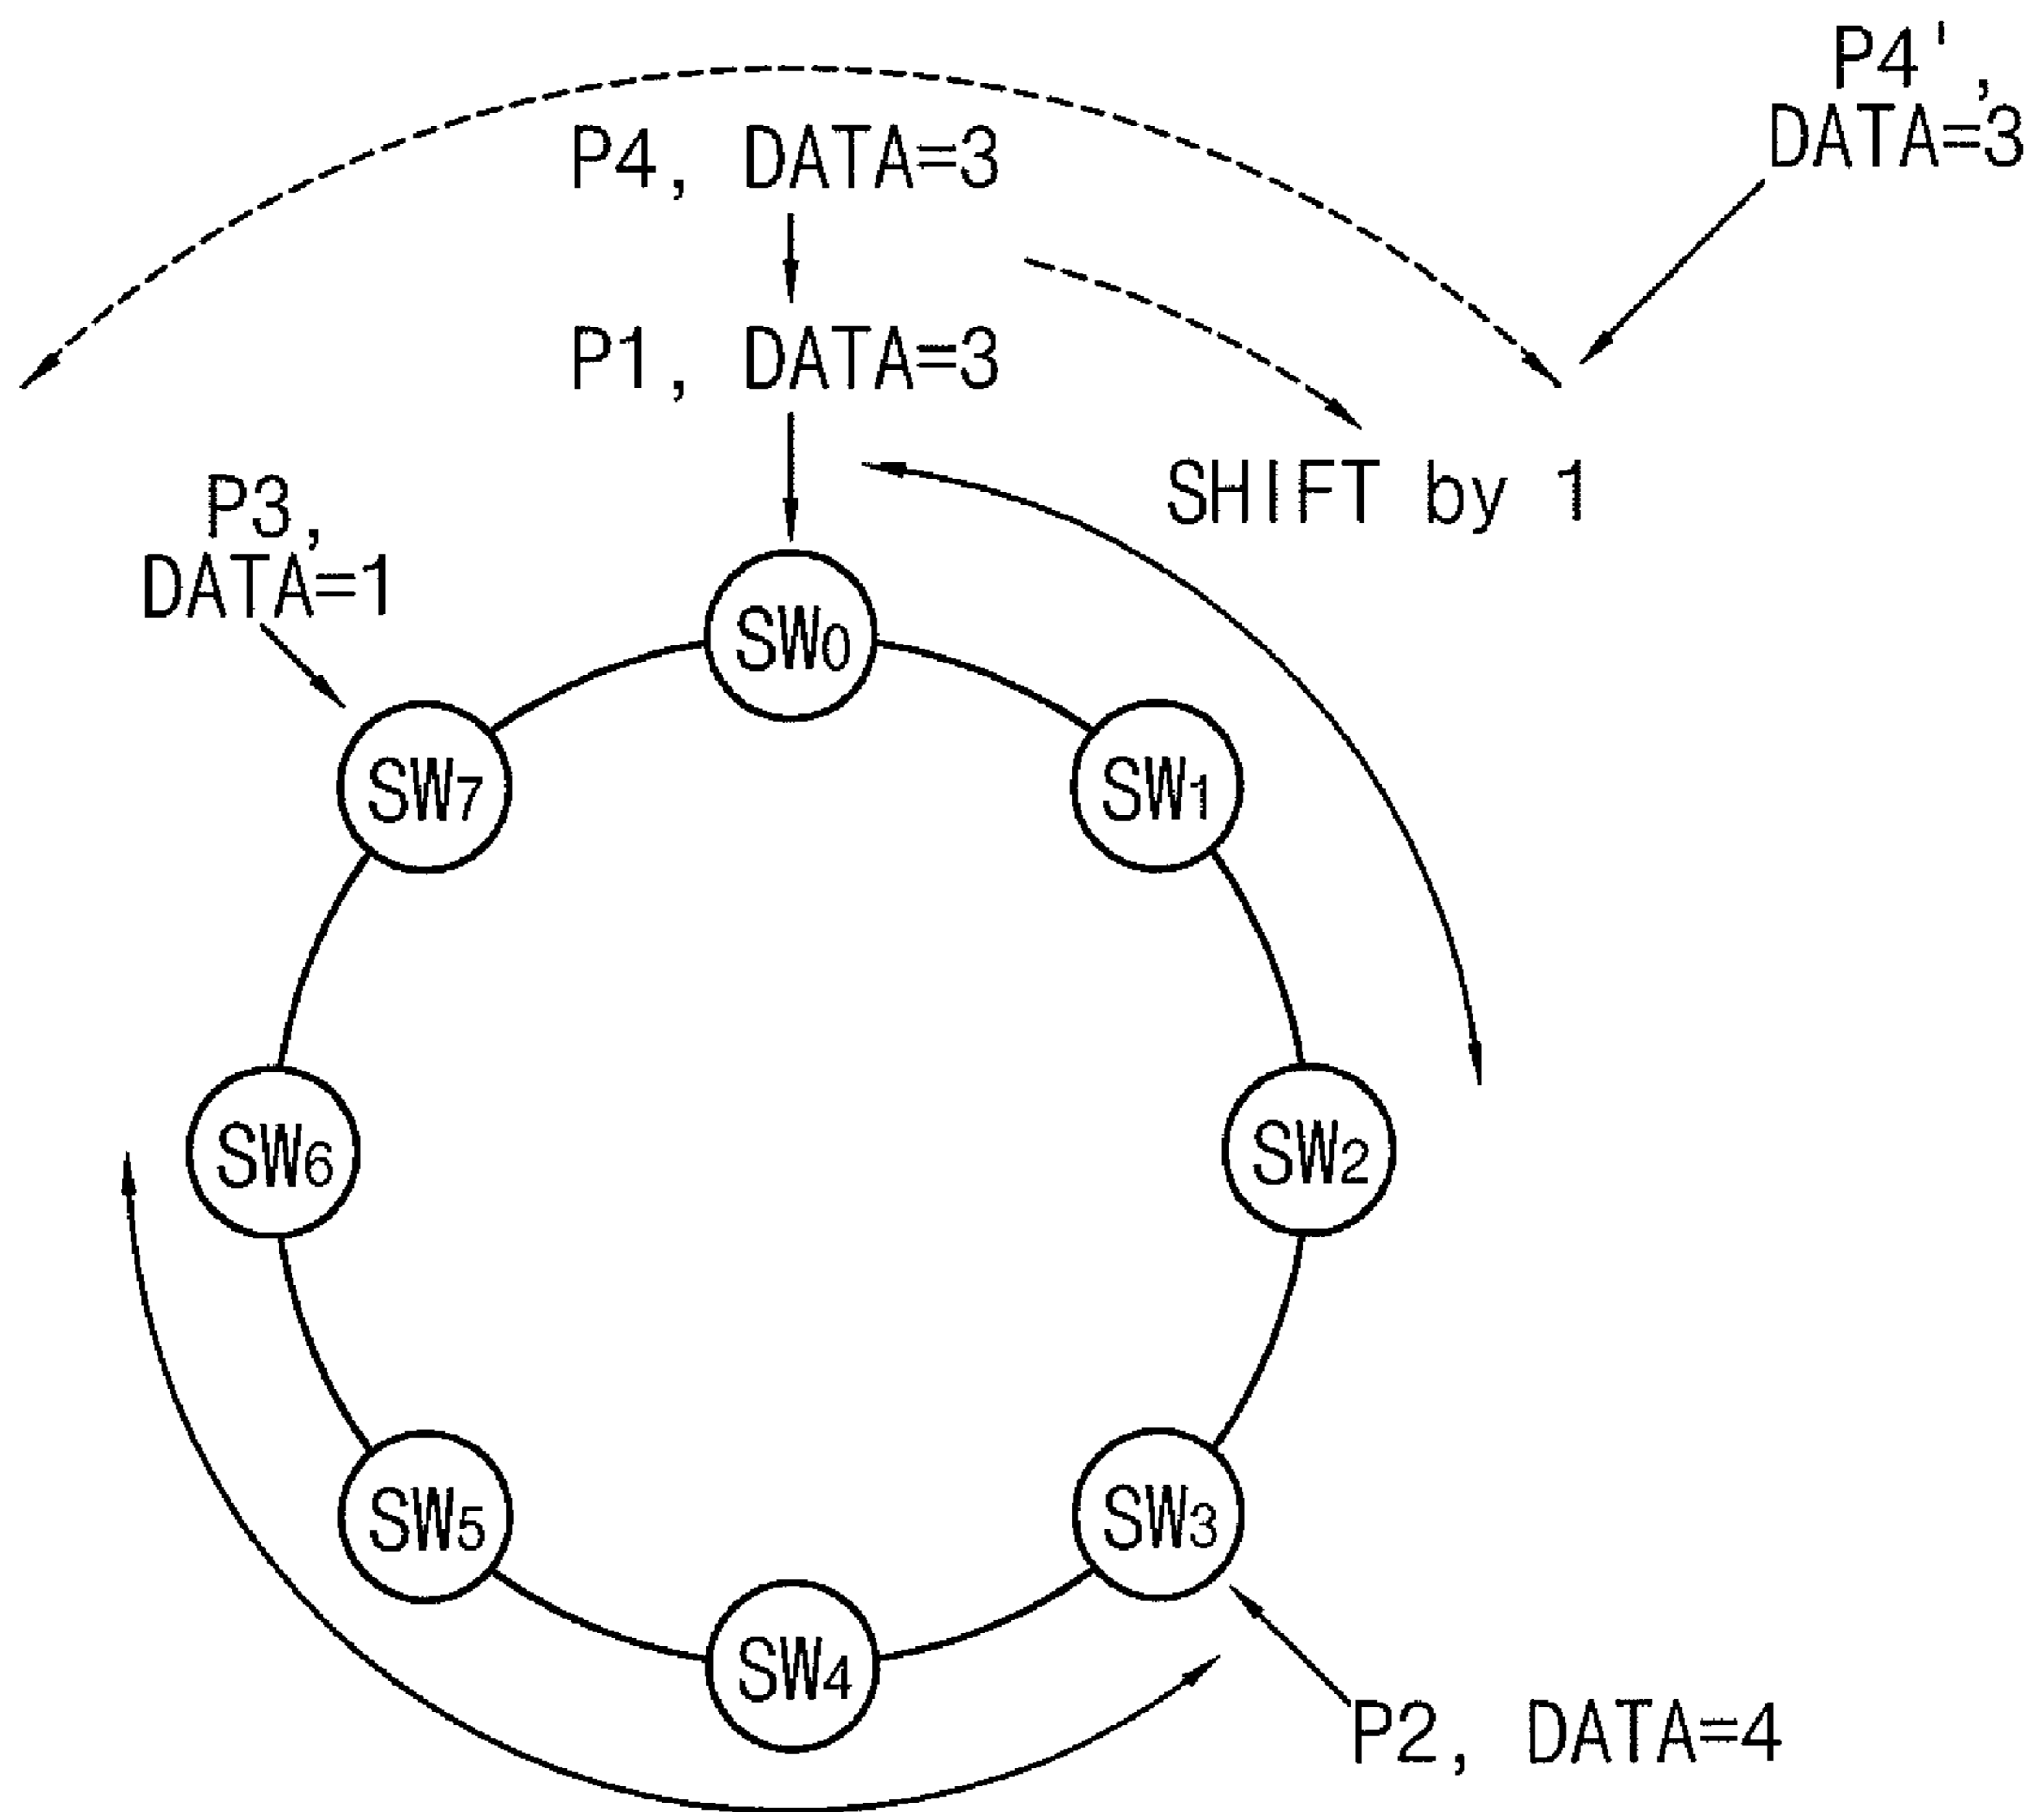 P4',
DATA=3
P4, DATA=3
P1, DATA=3
SHIFT by 1
P3,
DATA=1
SW0
SW7
SW1
SW6
SW2
SW5
SW3
SW4
P2, DATA=4